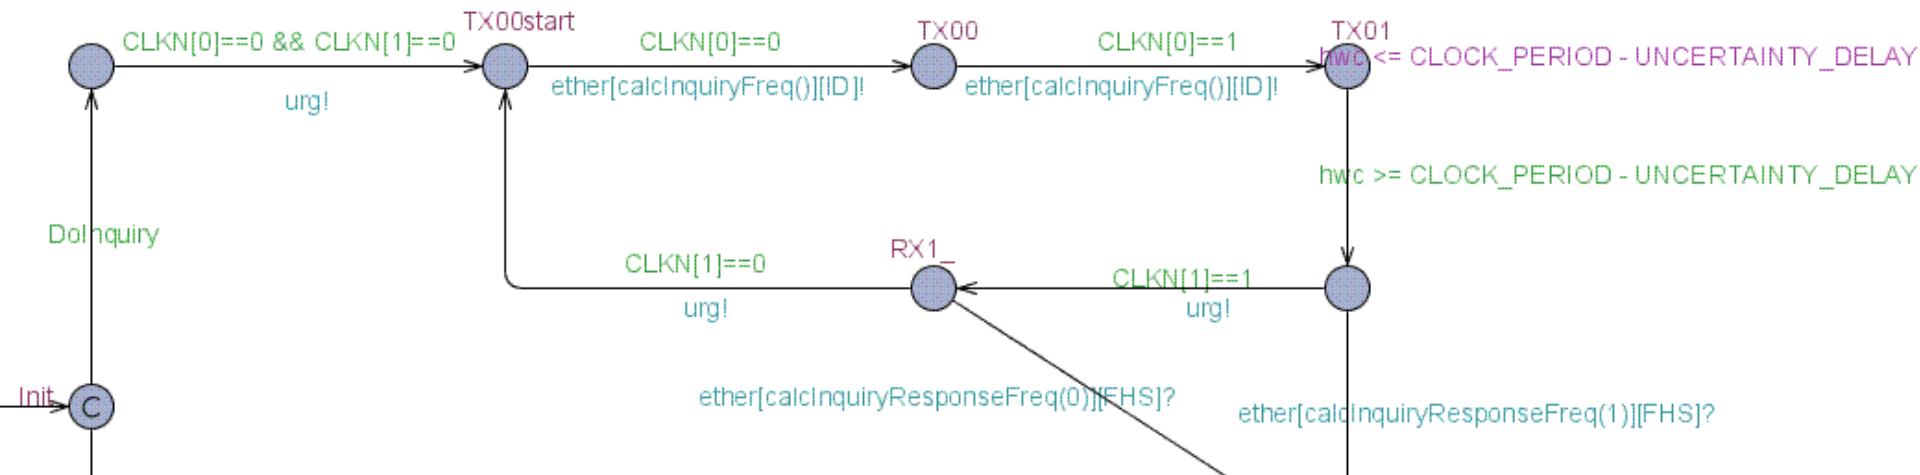 TX00start
TX00
TX01
CLKN[0]==0 && CLKN[1]==0
CLKN[0]==0
CLKN[0]==1
hwc <= CLOCK_PERIOD - UNCERTAINTY_DELAY
urg!
ether[calcInquiryFreq()][ID]!
ether[calcInquiryFreq()][ID]!
hwc >= CLOCK_PERIOD - UNCERTAINTY_DELAY
DoInquiry
RX1_
CLKN[1]==0
CLKN[1]==1
urg!
urg!
Init
C
ether[calcInquiryResponseFreq(0)][FHS]?
ether[calcInquiryResponseFreq(1)][FHS]?